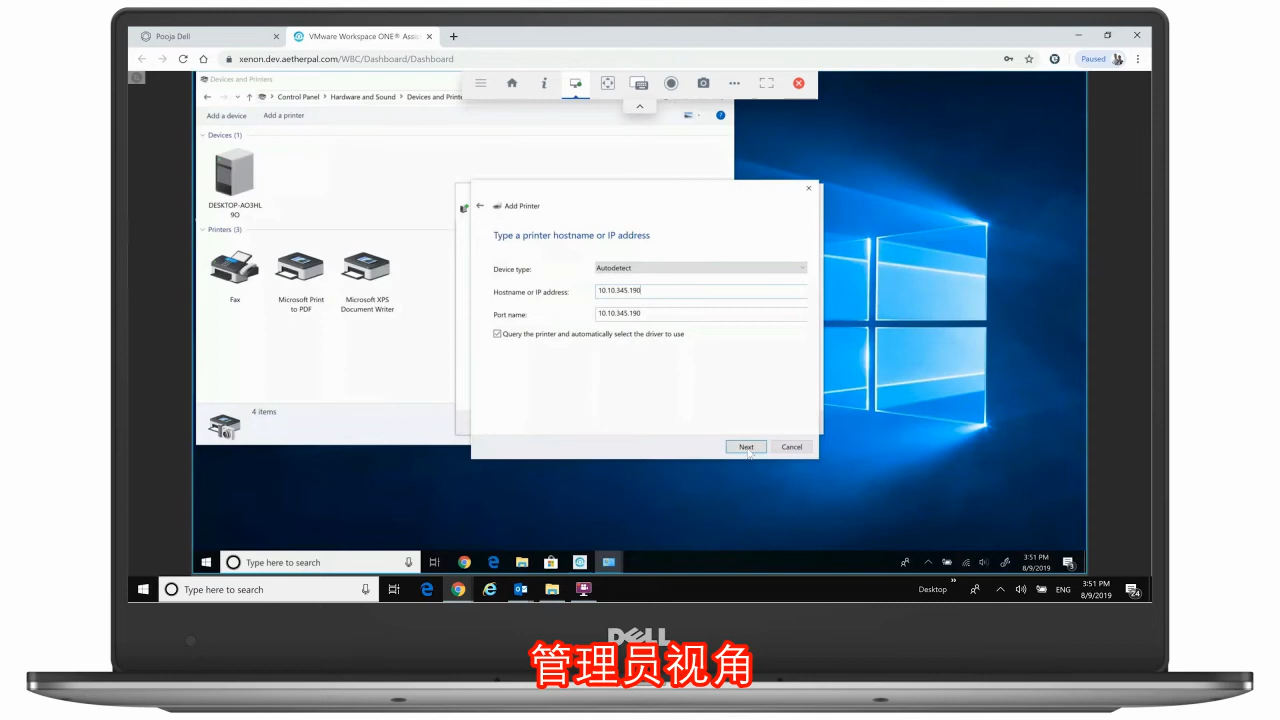 Pooja Dell
VMware Workspace ONE® Assis
xenon.dev.aetherpal.com/WBC/Dashboard/Dashboard
Paused
Devices and Printers
Control Panel > Hardware and Sound > Devices and Printe
Add a device
Add a printer
Devices (1)
DESKTOP-AO3HL
9O
Printers (3)
Fax
Microsoft Print
to PDF
Microsoft XPS
Document Writer
4 items
Add Printer
Type a printer hostname or IP address
Device type:
Autodetect
Hostname or IP address:
10.10.345.190
Port name:
10.10.345.190
Query the printer and automatically select the driver to use
Next
Cancel
Type here to search
3:51 PM
8/9/2019
3
Type here to search
Desktop
ENG
3:51 PM
8/9/2019
24
DELL
管理员视角